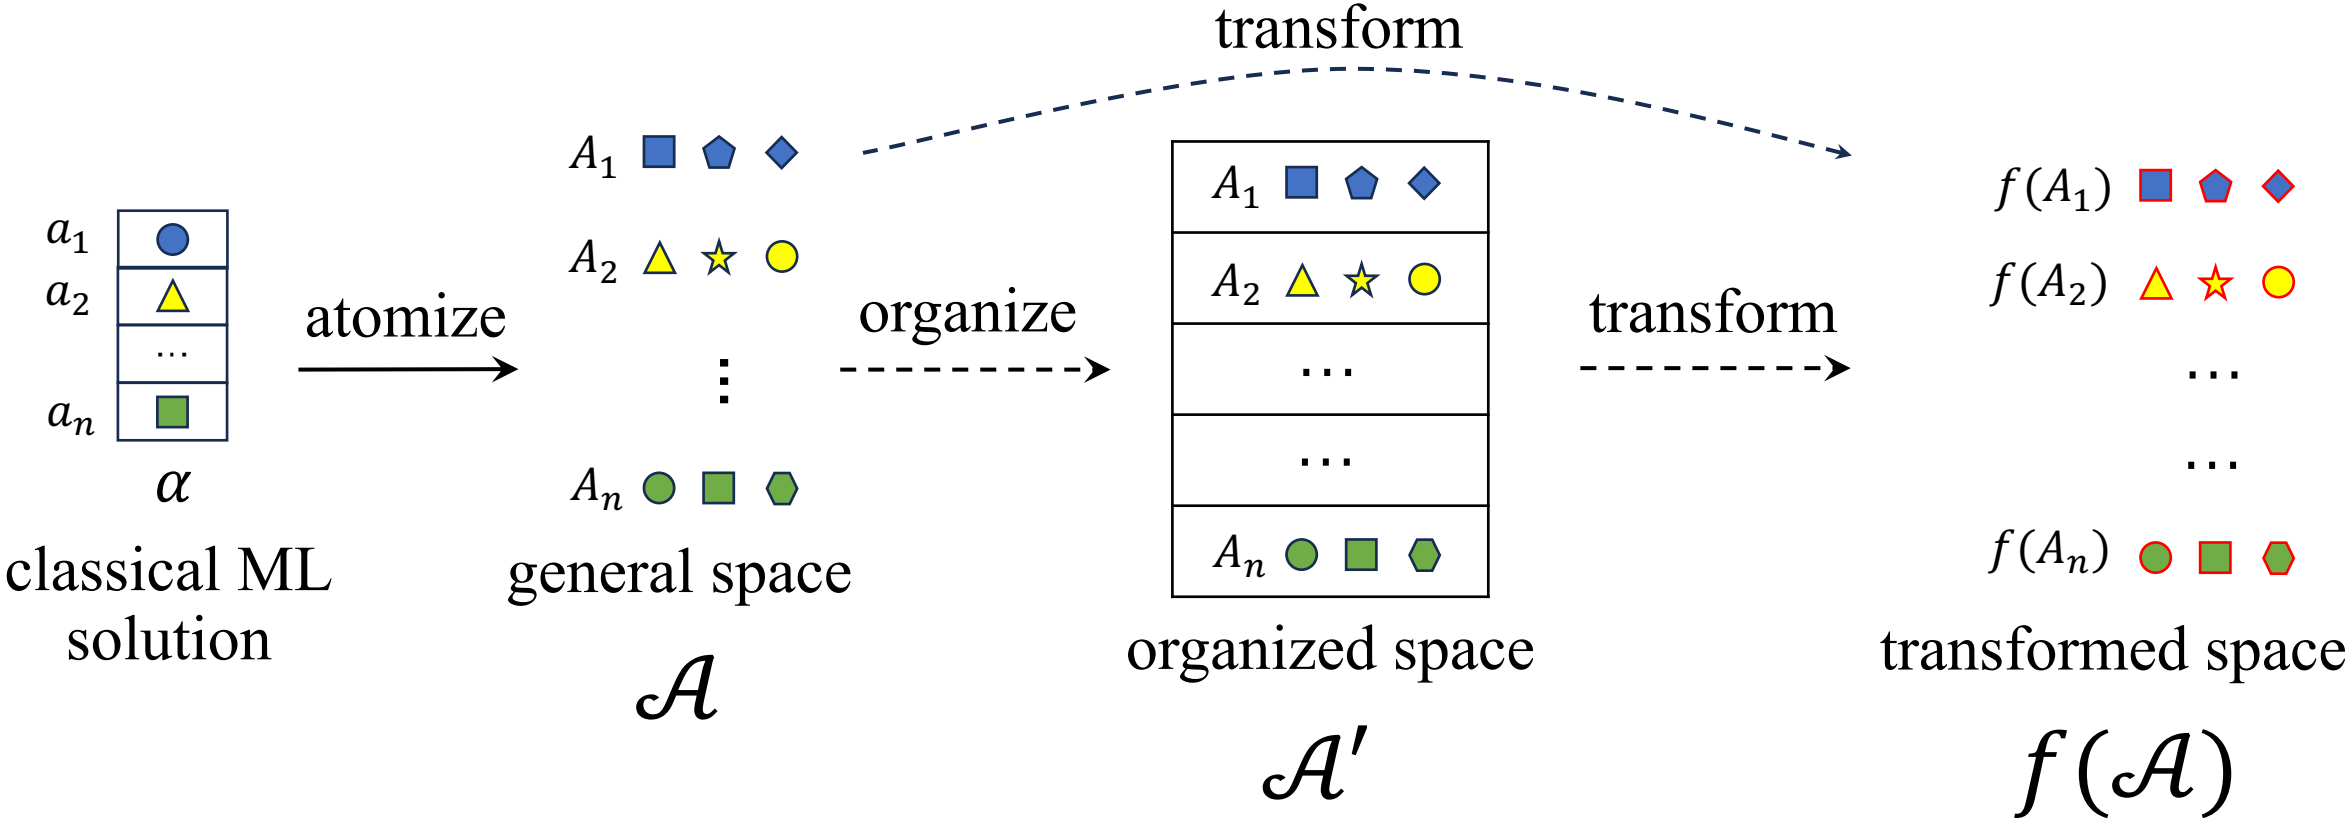 transform
a₁
a₂
...
aₙ
α
classical ML
solution
atomize
A₁
A₂
⋮
Aₙ
general space
𝒜
organize
A₁
A₂
...
...
Aₙ
organized space
𝒜′
transform
f(A₁)
f(A₂)
...
...
f(Aₙ)
transformed space
f(𝒜)